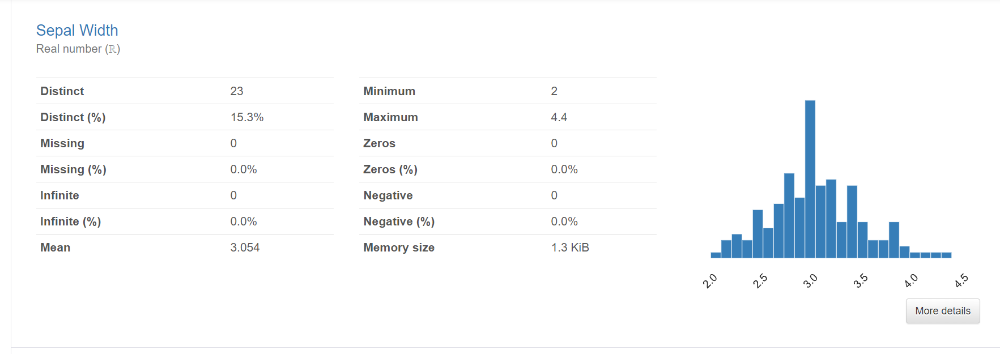 Sepal Width
Real number (ℝ)
Distinct 23
Distinct (%) 15.3%
Missing 0
Missing (%) 0.0%
Infinite 0
Infinite (%) 0.0%
Mean 3.054
Minimum 2
Maximum 4.4
Zeros 0
Zeros (%) 0.0%
Negative 0
Negative (%) 0.0%
Memory size 1.3 KiB
2.0 2.5 3.0 3.5 4.0 4.5
More details